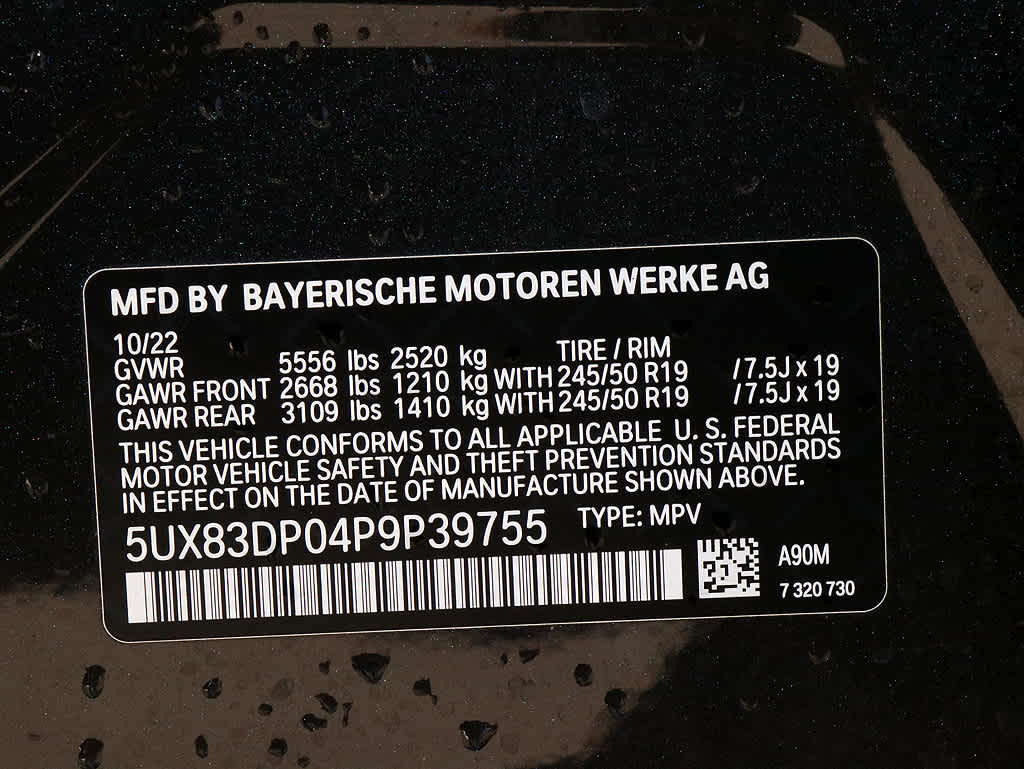 MFD BY BAYERISCHE MOTOREN WERKE AG
10/22
GVWR 5556 lbs 2520 kg TIRE / RIM
GAWR FRONT 2668 lbs 1210 kg WITH 245/50 R19 /7.5J x 19
GAWR REAR 3109 lbs 1410 kg WITH 245/50 R19 /7.5J x 19
THIS VEHICLE CONFORMS TO ALL APPLICABLE U. S. FEDERAL
MOTOR VEHICLE SAFETY AND THEFT PREVENTION STANDARDS
IN EFFECT ON THE DATE OF MANUFACTURE SHOWN ABOVE.
5UX83DP04P9P39755 TYPE: MPV
A90M
7 320 730